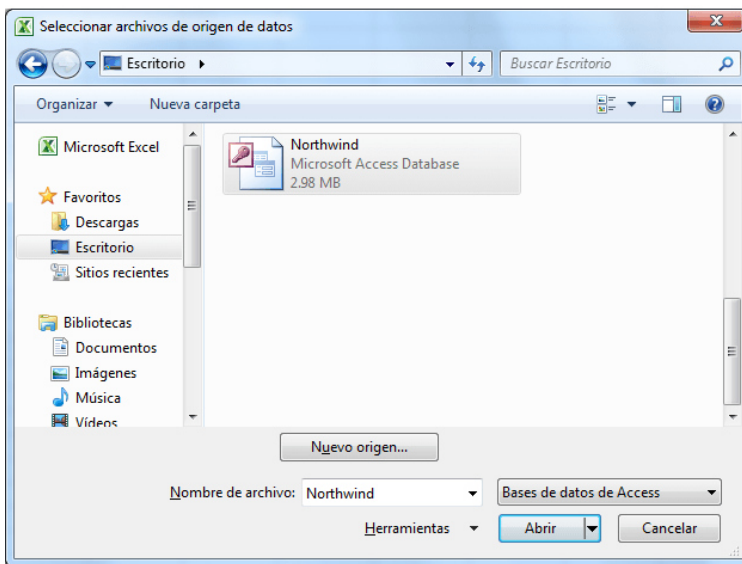 Seleccionar archivos de origen de datos
Escritorio
Buscar Escritorio
Organizar
Nueva carpeta
Microsoft Excel
Favoritos
Descargas
Escritorio
Sitios recientes
Bibliotecas
Documentos
Imágenes
Música
Vídeos
Northwind
Microsoft Access Database
2.98 MB
Nuevo origen...
Nombre de archivo: Northwind
Bases de datos de Access
Herramientas
Abrir
Cancelar